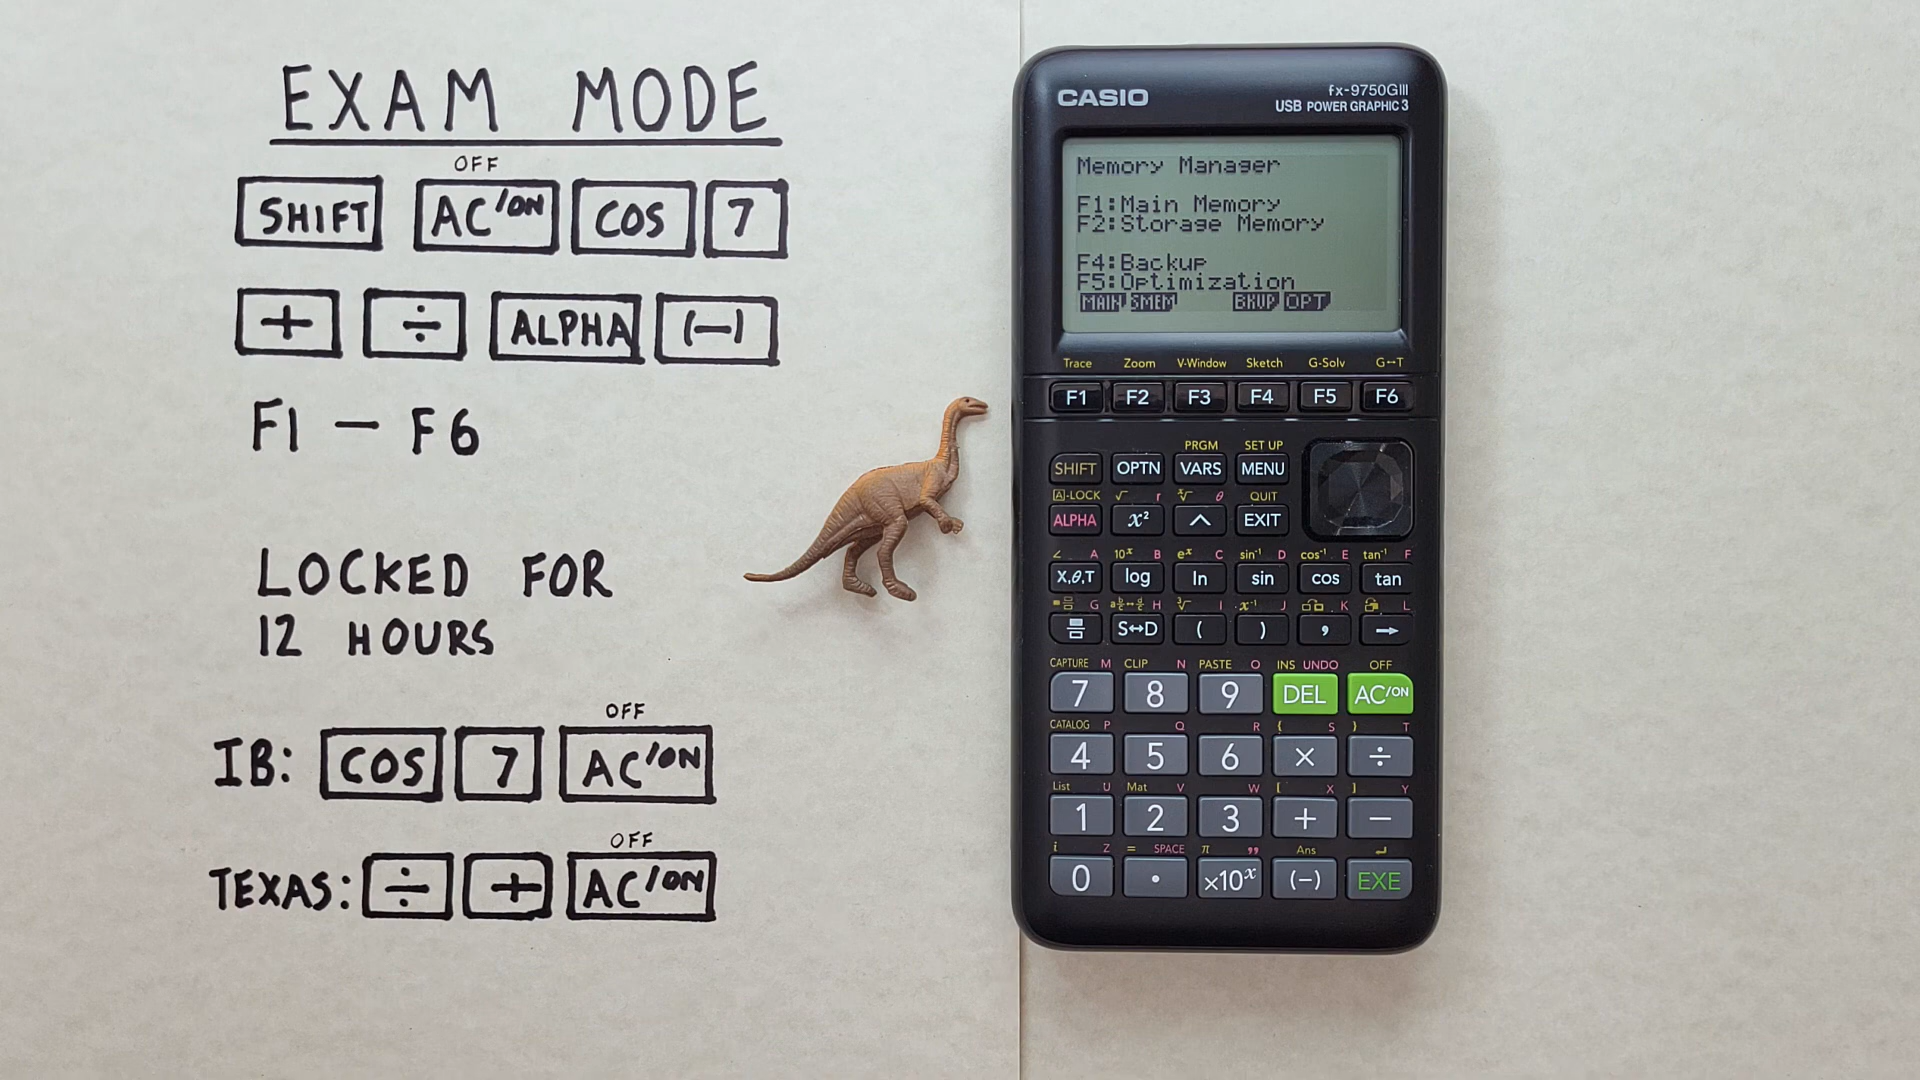 EXAM MODE
OFF
SHIFT AC/ON COS 7
+ ÷ ALPHA (−)
F1 — F6
LOCKED FOR
12 HOURS
OFF
IB: COS 7 AC/ON
OFF
TEXAS: ÷ + AC/ON
CASIO fx-9750GIII
USB POWER GRAPHIC 3
Memory Manager
F1:Main Memory
F2:Storage Memory
F4:Backup
F5:Optimization
MAIN SMEM BKUP OPT
Trace Zoom V-Window Sketch G-Solv G↔T
F1 F2 F3 F4 F5 F6
PRGM SET UP
SHIFT OPTN VARS MENU
A-LOCK √ r ˣ√ θ QUIT
ALPHA x² ^ EXIT
∠ A 10ˣ B eˣ C sin⁻¹ D cos⁻¹ E tan⁻¹ F
X,θ,T log ln sin cos tan
G H ³√ I x⁻¹ J K L
S↔D ( ) , →
CAPTURE M CLIP N PASTE O INS UNDO OFF
7 8 9 DEL AC/ON
CATALOG P Q R { S } T
4 5 6 × ÷
List U Mat V W [ X ] Y
1 2 3 + −
i Z = SPACE π " Ans ↵
0 . ×10ˣ (−) EXE